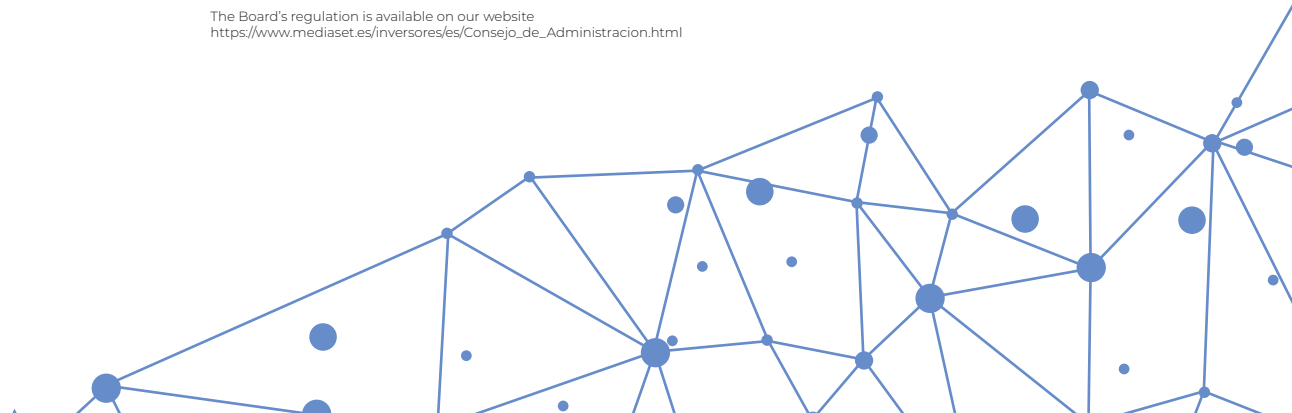 The Board’s regulation is available on our website
https://www.mediaset.es/inversores/es/Consejo_de_Administracion.html